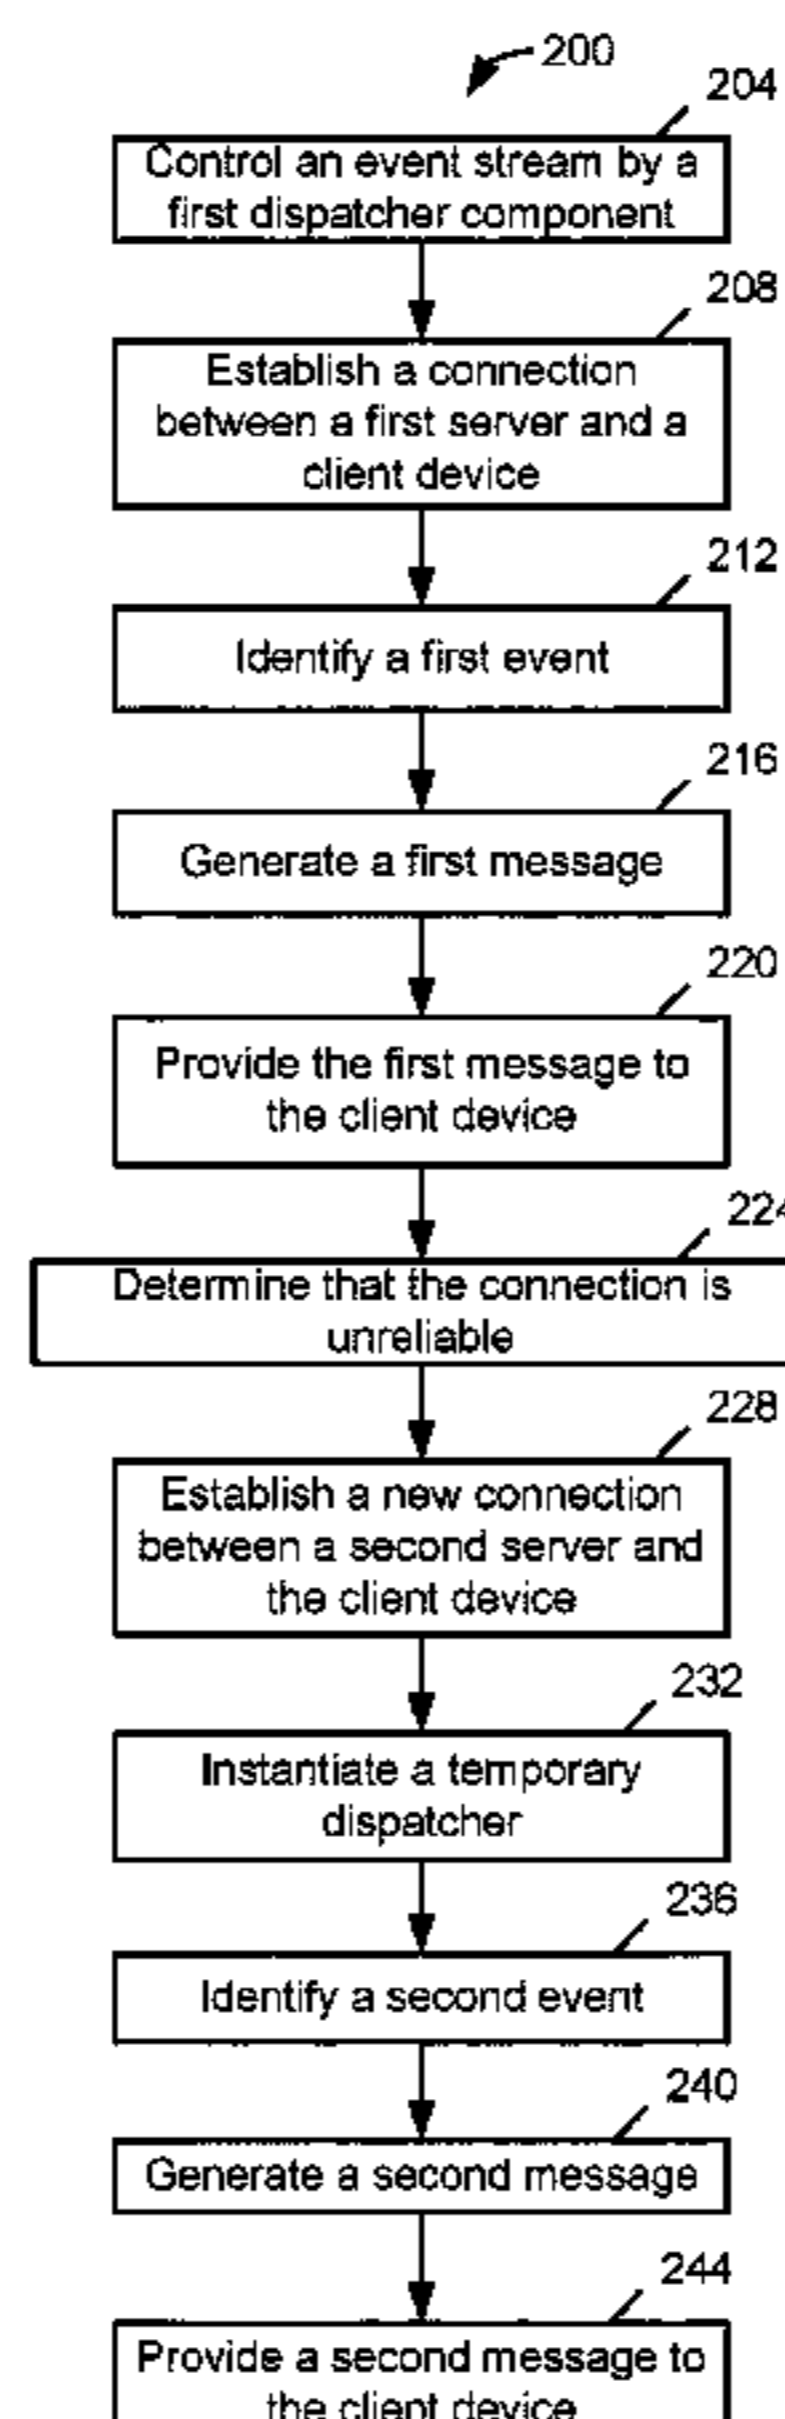 200
204
Control an event stream by a
first dispatcher component
208
Establish a connection
between a first server and a
client device
212
Identify a first event
216
Generate a first message
220
Provide the first message to
the client device
224
Determine that the connection is
unreliable
228
Establish a new connection
between a second server and
the client device
232
Instantiate a temporary
dispatcher
236
Identify a second event
240
Generate a second message
244
Provide a second message to
the client device